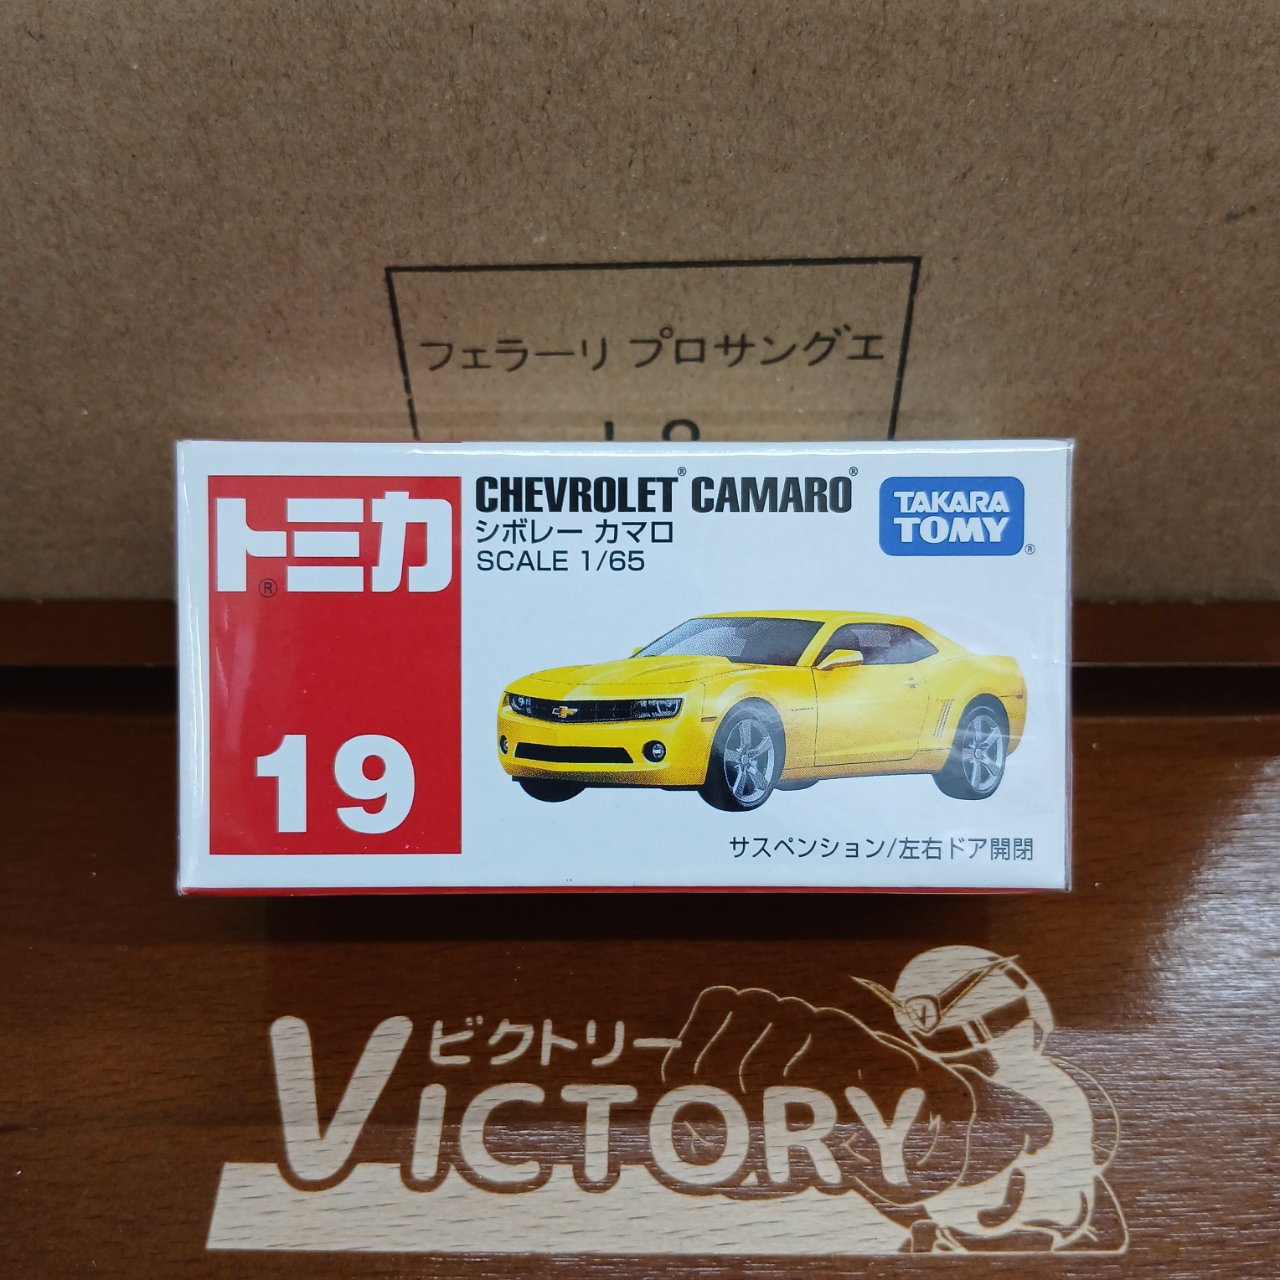 フェラーリ プロサングエ
トミカ®
19
CHEVROLET® CAMARO®
シボレー カマロ
SCALE 1/65
TAKARA
TOMY®
サスペンション/左右ドア開閉
ビクトリー
VICTORY
V